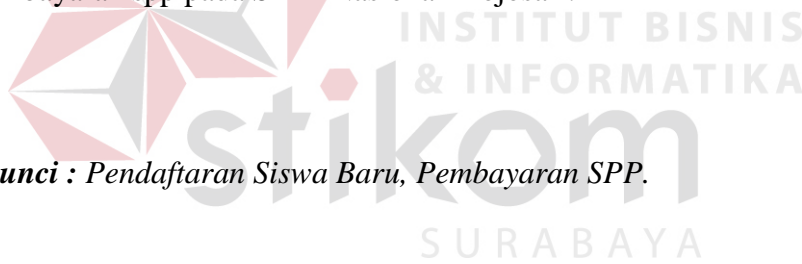 INSTITUT BISNIS
& INFORMATIKA
stikom
unci : Pendaftaran Siswa Baru, Pembayaran SPP.
SURABAYA